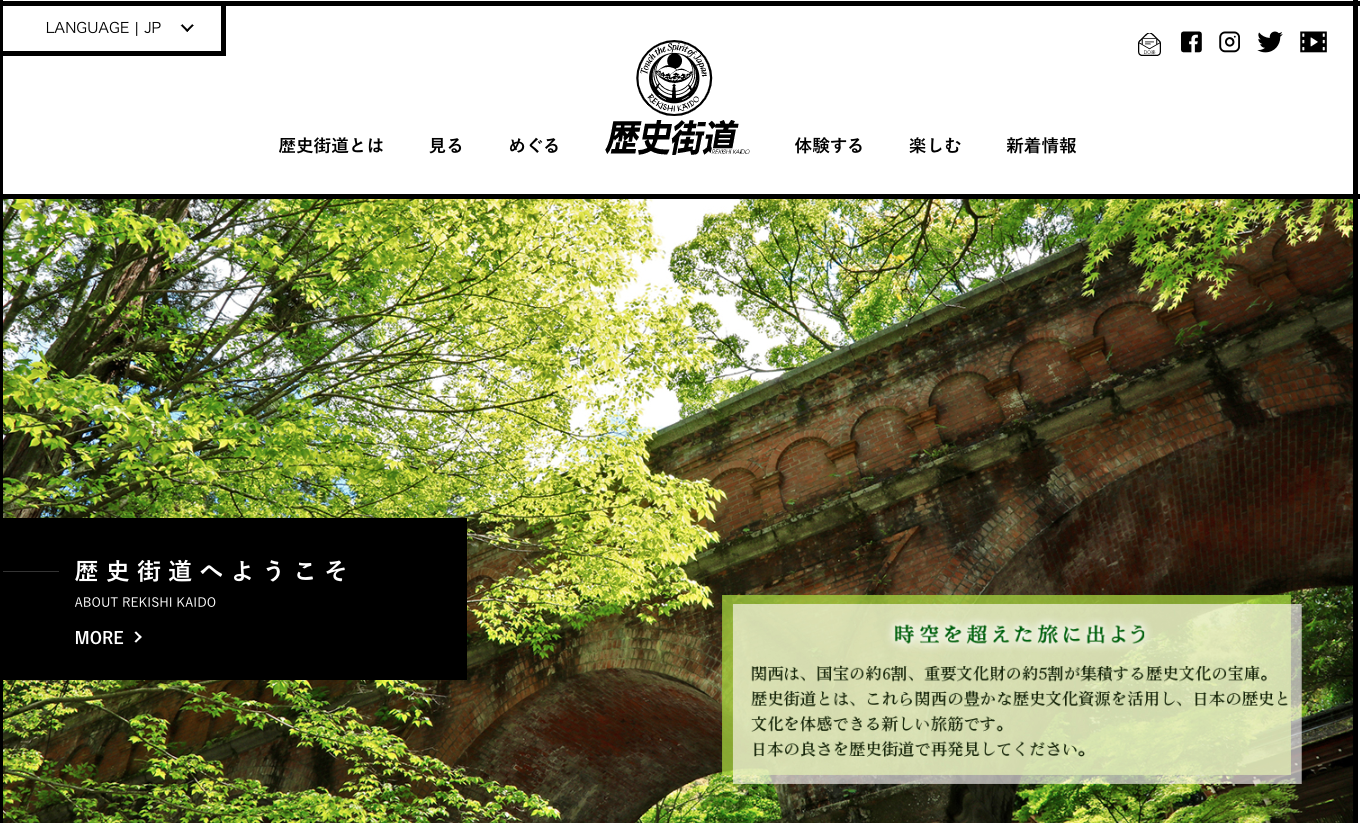 LANGUAGE | JP
Touch the Spirit of Japan
REKISHI KAIDO
歴史街道とは
見る
めぐる
歴史街道
REKISHI KAIDO
体験する
楽しむ
新着情報
歴史街道へようこそ
ABOUT REKISHI KAIDO
MORE
時空を超えた旅に出よう
関西は、国宝の約6割、重要文化財の約5割が集積する歴史文化の宝庫。
歴史街道とは、これら関西の豊かな歴史文化資源を活用し、日本の歴史と
文化を体感できる新しい旅筋です。
日本の良さを歴史街道で再発見してください。